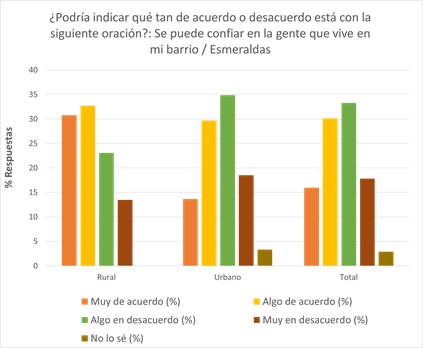 ¿Podría indicar qué tan de acuerdo o desacuerdo está con la
siguiente oración?: Se puede confiar en la gente que vive en
mi barrio / Esmeraldas
40
35
30
25
20
15
10
5
0
% Respuestas
Rural
Urbano
Total
Muy de acuerdo (%)
Algo de acuerdo (%)
Algo en desacuerdo (%)
Muy en desacuerdo (%)
No lo sé (%)